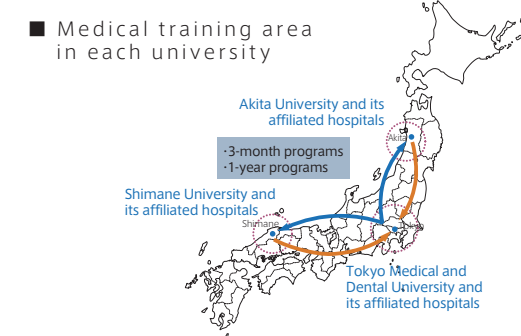 ■ Medical training area
in each university
Akita University and its
affiliated hospitals
Akita
·3-month programs
·1-year programs
Shimane University and
its affiliated hospitals
Shimane
Tokyo
Tokyo Medical and
Dental University and
its affiliated hospitals